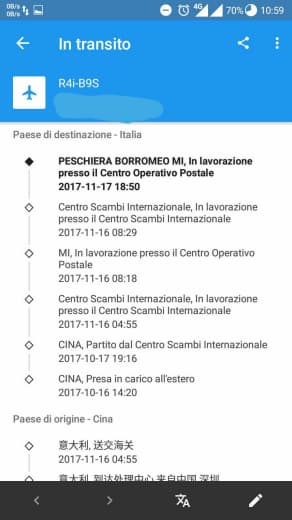 0B/s
0B/s
4G
70%
10:59
In transito
R4i-B9S
Paese di destinazione - Italia
PESCHIERA BORROMEO MI, In lavorazione
presso il Centro Operativo Postale
2017-11-17 18:50
Centro Scambi Internazionale, In lavorazione
presso il Centro Scambi Internazionale
2017-11-16 08:29
MI, In lavorazione presso il Centro Operativo
Postale
2017-11-16 08:18
Centro Scambi Internazionale, In lavorazione
presso il Centro Scambi Internazionale
2017-11-16 04:55
CINA, Partito dal Centro Scambi Internazionale
2017-10-17 19:16
CINA, Presa in carico all'estero
2017-10-16 14:20
Paese di origine - Cina
意大利, 送交海关
2017-11-16 04:55
意大利, 到达处理中心,来自中国 深圳